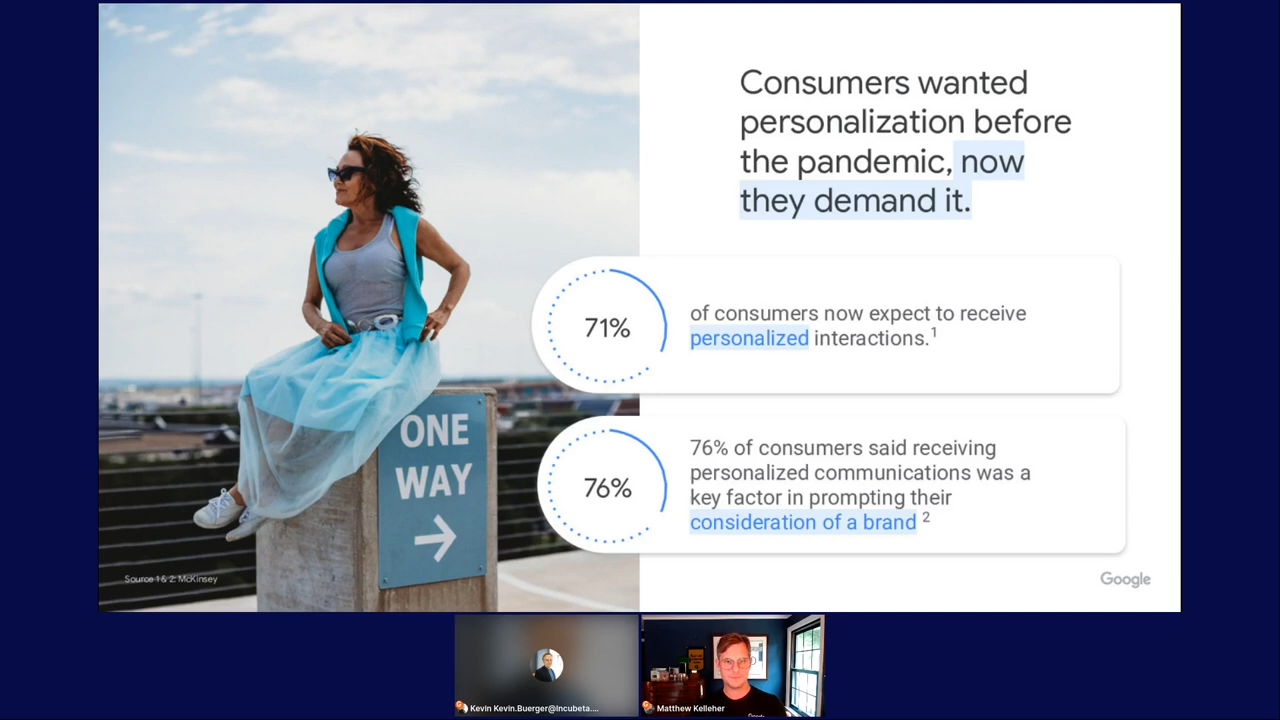 Consumers wanted
personalization before
the pandemic, now
they demand it.
71%
of consumers now expect to receive
personalized interactions.1
76%
76% of consumers said receiving
personalized communications was a
key factor in prompting their
consideration of a brand 2
ONE
WAY
Source 1 & 2: McKinsey
Google
Kevin Kevin.Buerger@Incubeta....
Matthew Kelleher